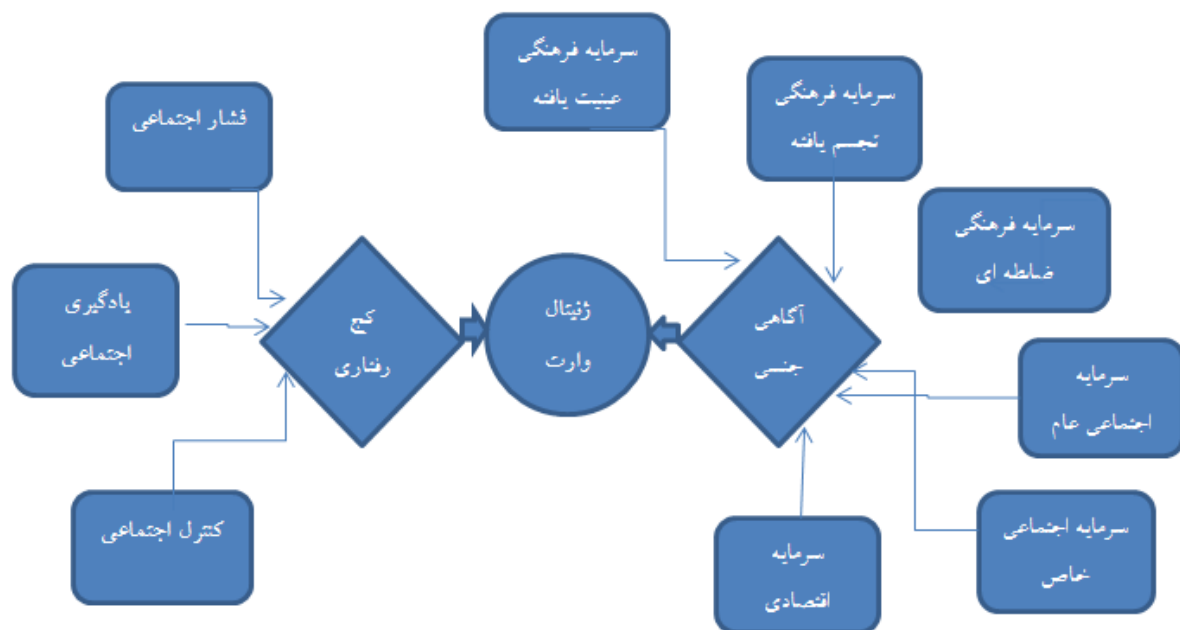 سرمایه فرهنگی
عینیت یافته
سرمایه فرهنگی
تجسم یافته
سرمایه فرهنگی
ضابطه ای
سرمایه
اجتماعی عام
سرمایه اجتماعی
خاص
سرمایه
اقتصادی
آگاهی
جنسی
ژنیتال
وارت
کج
رفتاری
فشار اجتماعی
یادگیری
اجتماعی
کنترل اجتماعی